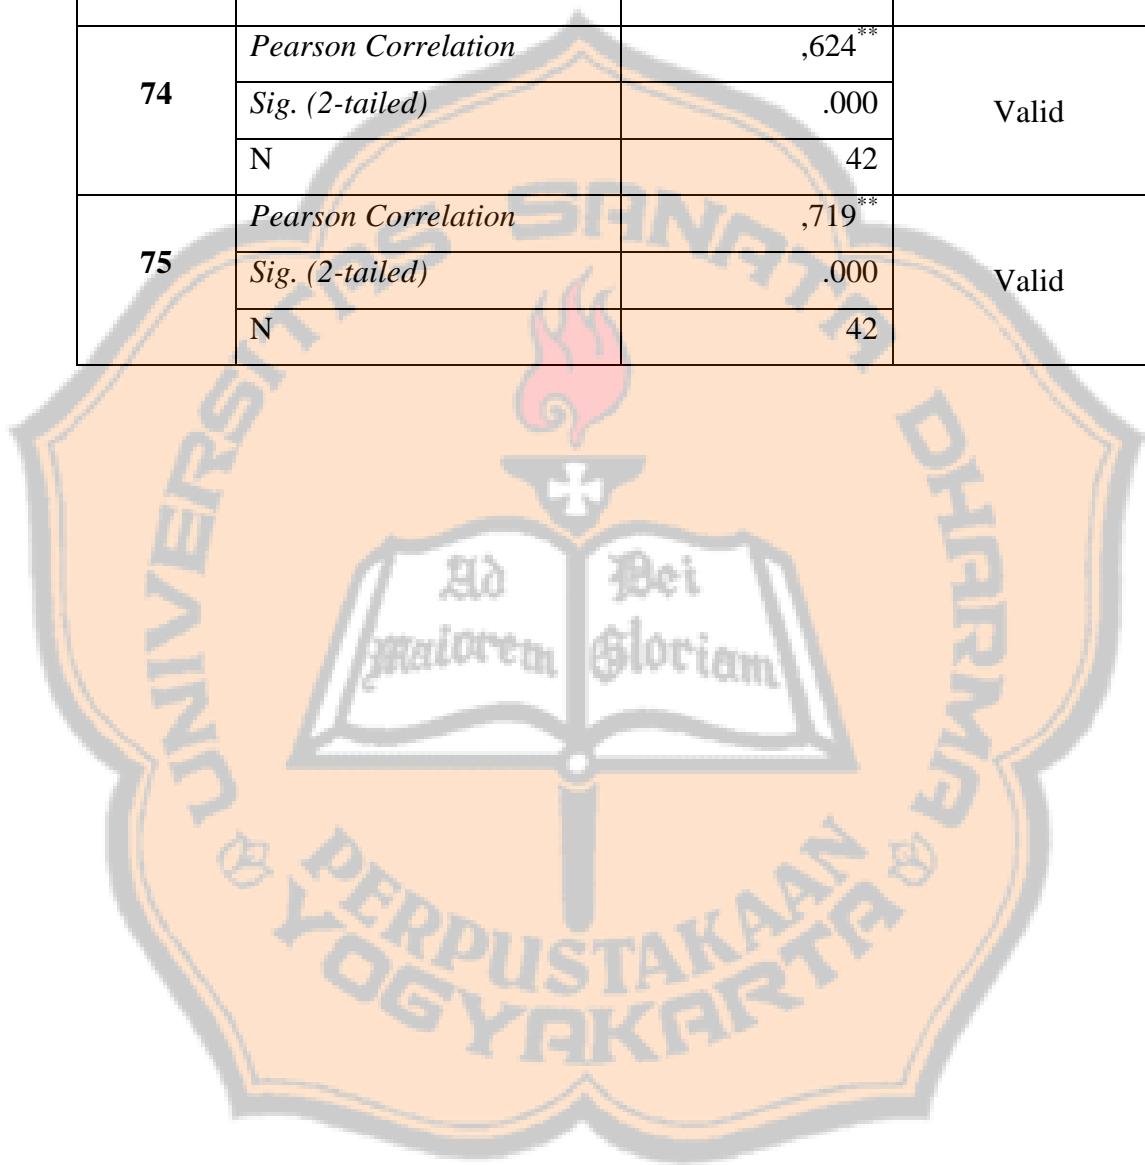 Pearson Correlation ,624**
74 Sig. (2-tailed) .000 Valid
N 42
Pearson Correlation ,719**
75 Sig. (2-tailed) .000 Valid
N 42
UNIVERSITAS SANATA DHARMA
Ad Dei
Maiorem Gloriam
PERPUSTAKAAN
YOGYAKARTA